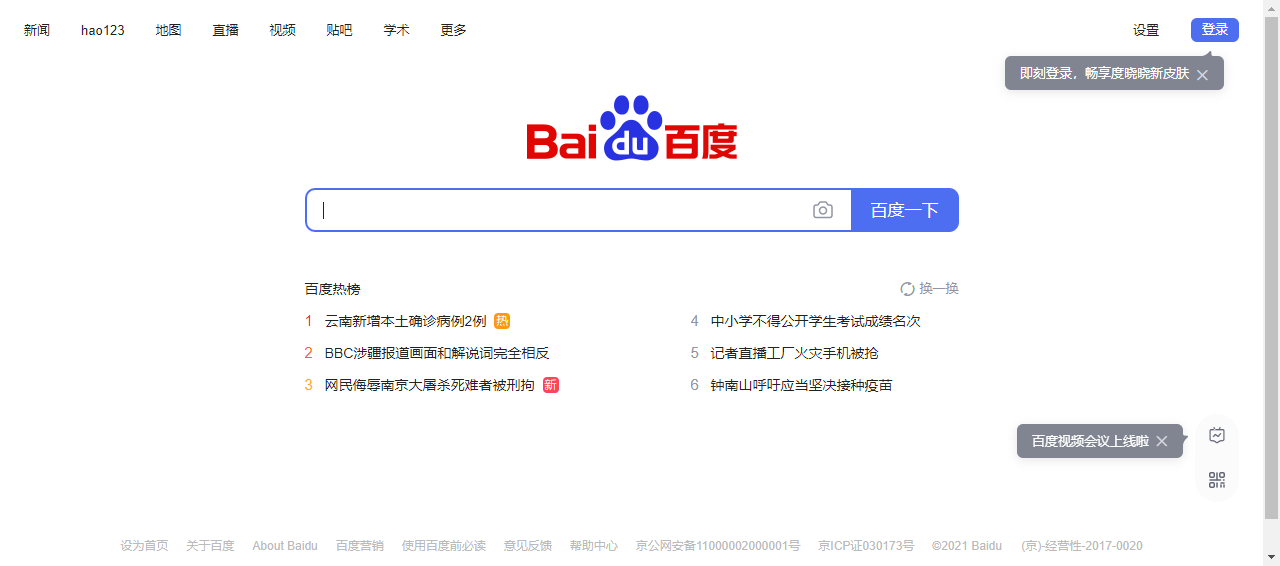 新闻 hao123 地图 直播 视频 贴吧 学术 更多 设置 登录
即刻登录，畅享度晓晓新皮肤
Baidu百度
百度一下
百度热榜 换一换
1 云南新增本土确诊病例2例 热
2 BBC涉疆报道画面和解说词完全相反
3 网民侮辱南京大屠杀死难者被刑拘 新
4 中小学不得公开学生考试成绩名次
5 记者直播工厂火灾手机被抢
6 钟南山呼吁应当坚决接种疫苗
百度视频会议上线啦
设为首页 关于百度 About Baidu 百度营销 使用百度前必读 意见反馈 帮助中心 京公网安备11000002000001号 京ICP证030173号 ©2021 Baidu (京)-经营性-2017-0020